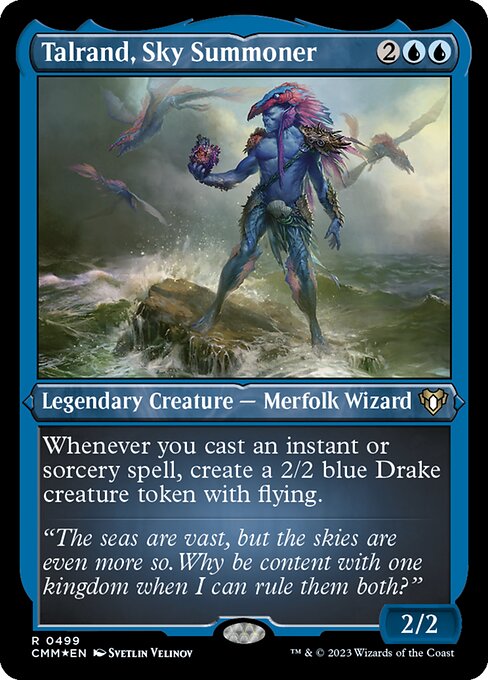 Talrand, Sky Summoner 2
Legendary Creature — Merfolk Wizard
Whenever you cast an instant or
sorcery spell, create a 2/2 blue Drake
creature token with flying.
“The seas are vast, but the skies are
even more so. Why be content with one
kingdom when I can rule them both?”
2/2
R 0499
CMM★EN Svetlin Velinov
™ & © 2023 Wizards of the Coast